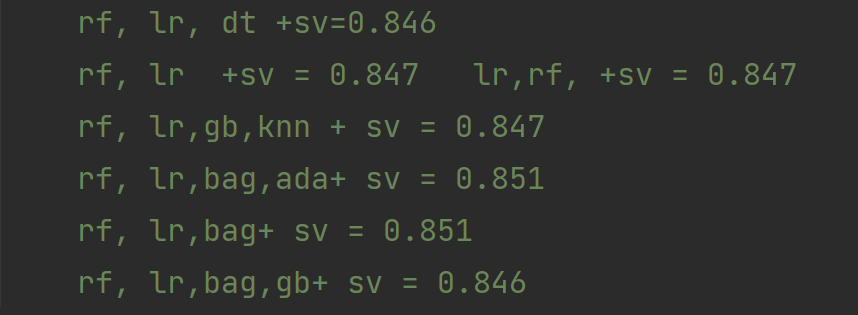 rf, lr, dt +sv=0.846
rf, lr  +sv = 0.847   lr,rf, +sv = 0.847
rf, lr,gb,knn + sv = 0.847
rf, lr,bag,ada+ sv = 0.851
rf, lr,bag+ sv = 0.851
rf, lr,bag,gb+ sv = 0.846